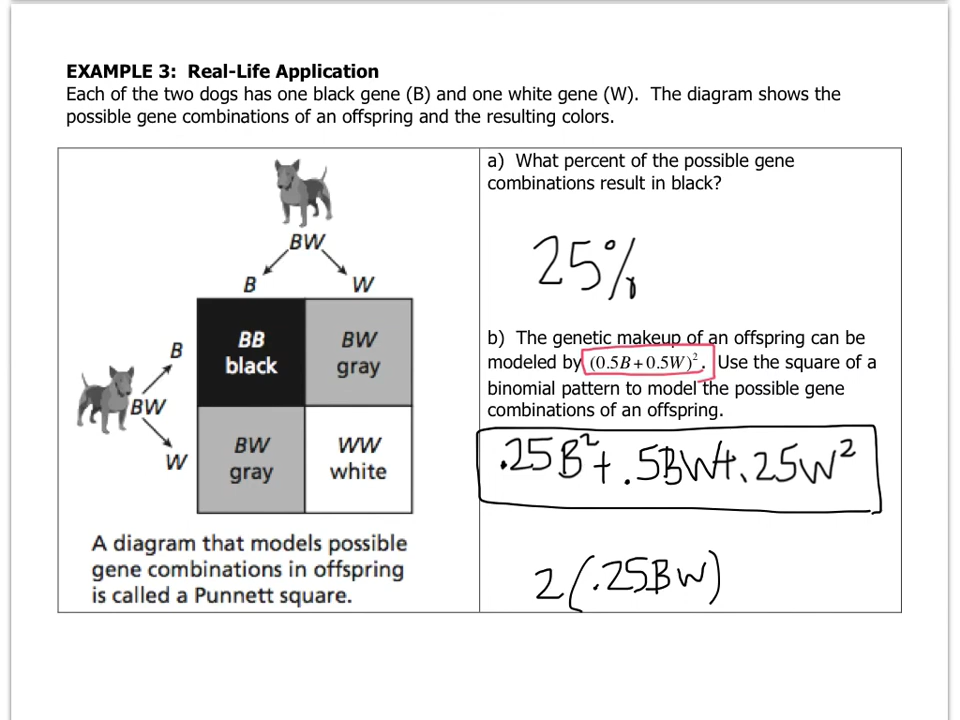 EXAMPLE 3: Real-Life Application
Each of the two dogs has one black gene (B) and one white gene (W). The diagram shows the
possible gene combinations of an offspring and the resulting colors.
BW
B W
BB
black
BW
gray
B
BW
W
BW
gray
WW
white
A diagram that models possible
gene combinations in offspring
is called a Punnett square.
a) What percent of the possible gene
combinations result in black?
25%
b) The genetic makeup of an offspring can be
modeled by (0.5B+0.5W)². Use the square of a
binomial pattern to model the possible gene
combinations of an offspring.
.25B²+.5BW+.25W²
2(.25BW)